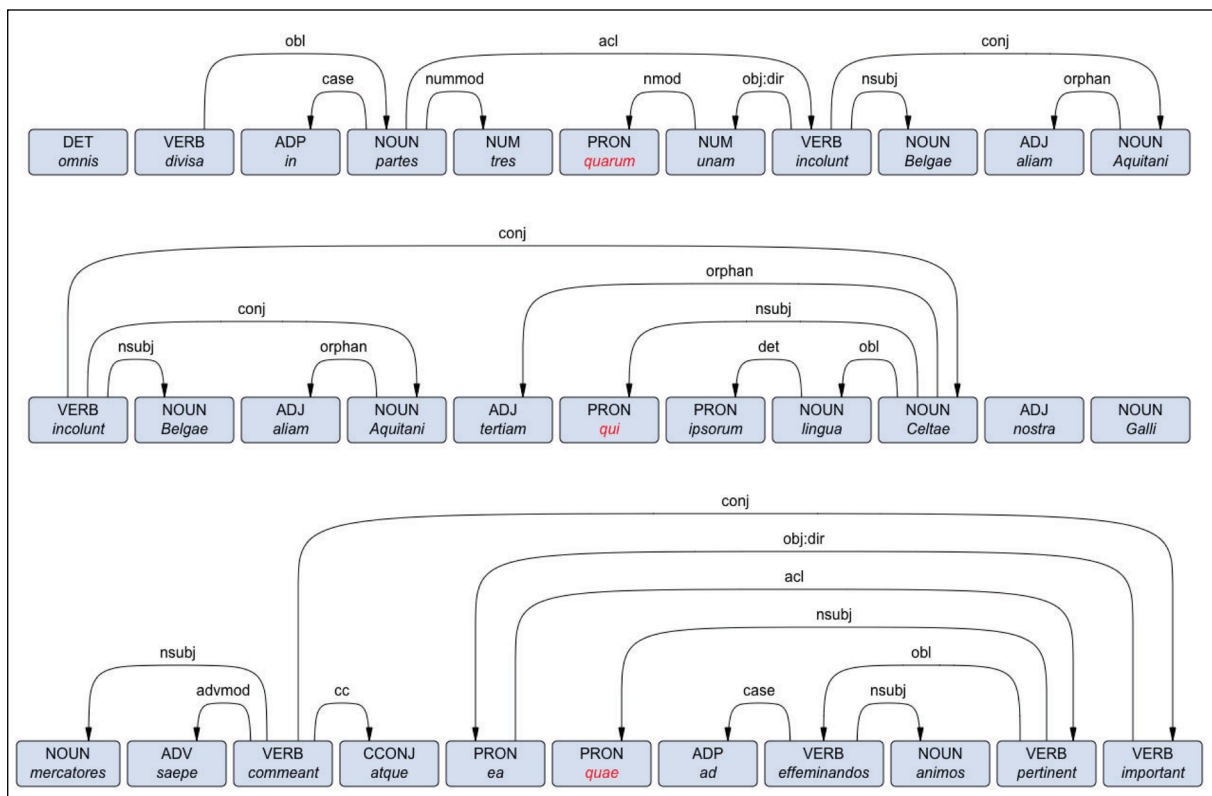 obl acl conj
case nummod nmod obj:dir nsubj orphan
DET VERB ADP NOUN NUM PRON NUM VERB NOUN ADJ NOUN
omnis divisa in partes tres quarum unam incolunt Belgae aliam Aquitani
conj
orphan
conj nsubj
nsubj orphan det obl
VERB NOUN ADJ NOUN ADJ PRON PRON NOUN NOUN ADJ NOUN
incolunt Belgae aliam Aquitani tertiam qui ipsorum lingua Celtae nostra Galli
conj
obj:dir
acl
nsubj
nsubj obl
advmod cc case nsubj
NOUN ADV VERB CCONJ PRON PRON ADP VERB NOUN VERB VERB
mercatores saepe commeant atque ea quae ad effeminandos animos pertinent important